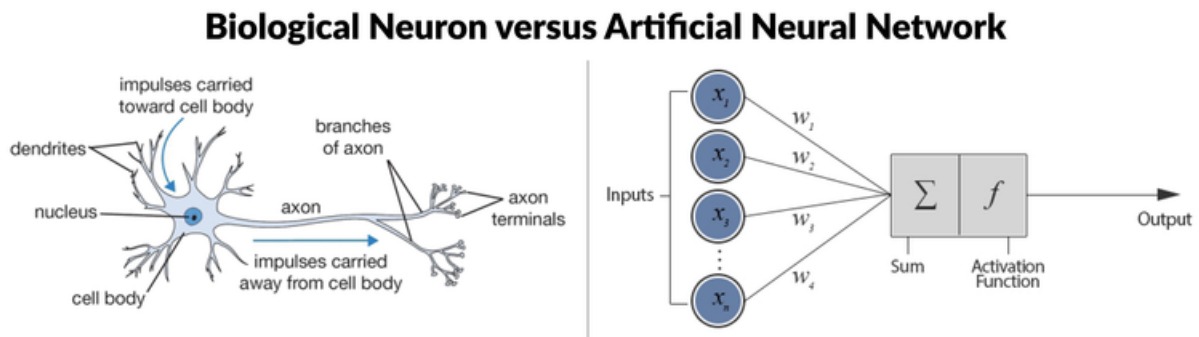 Biological Neuron versus Artificial Neural Network
impulses carried
toward cell body
dendrites
nucleus
cell body
axon
impulses carried
away from cell body
branches
of axon
axon
terminals
Inputs
x₁
x₂
x₃
xₙ
w₁
w₂
w₃
w₄
∑
f
Sum
Activation
Function
Output